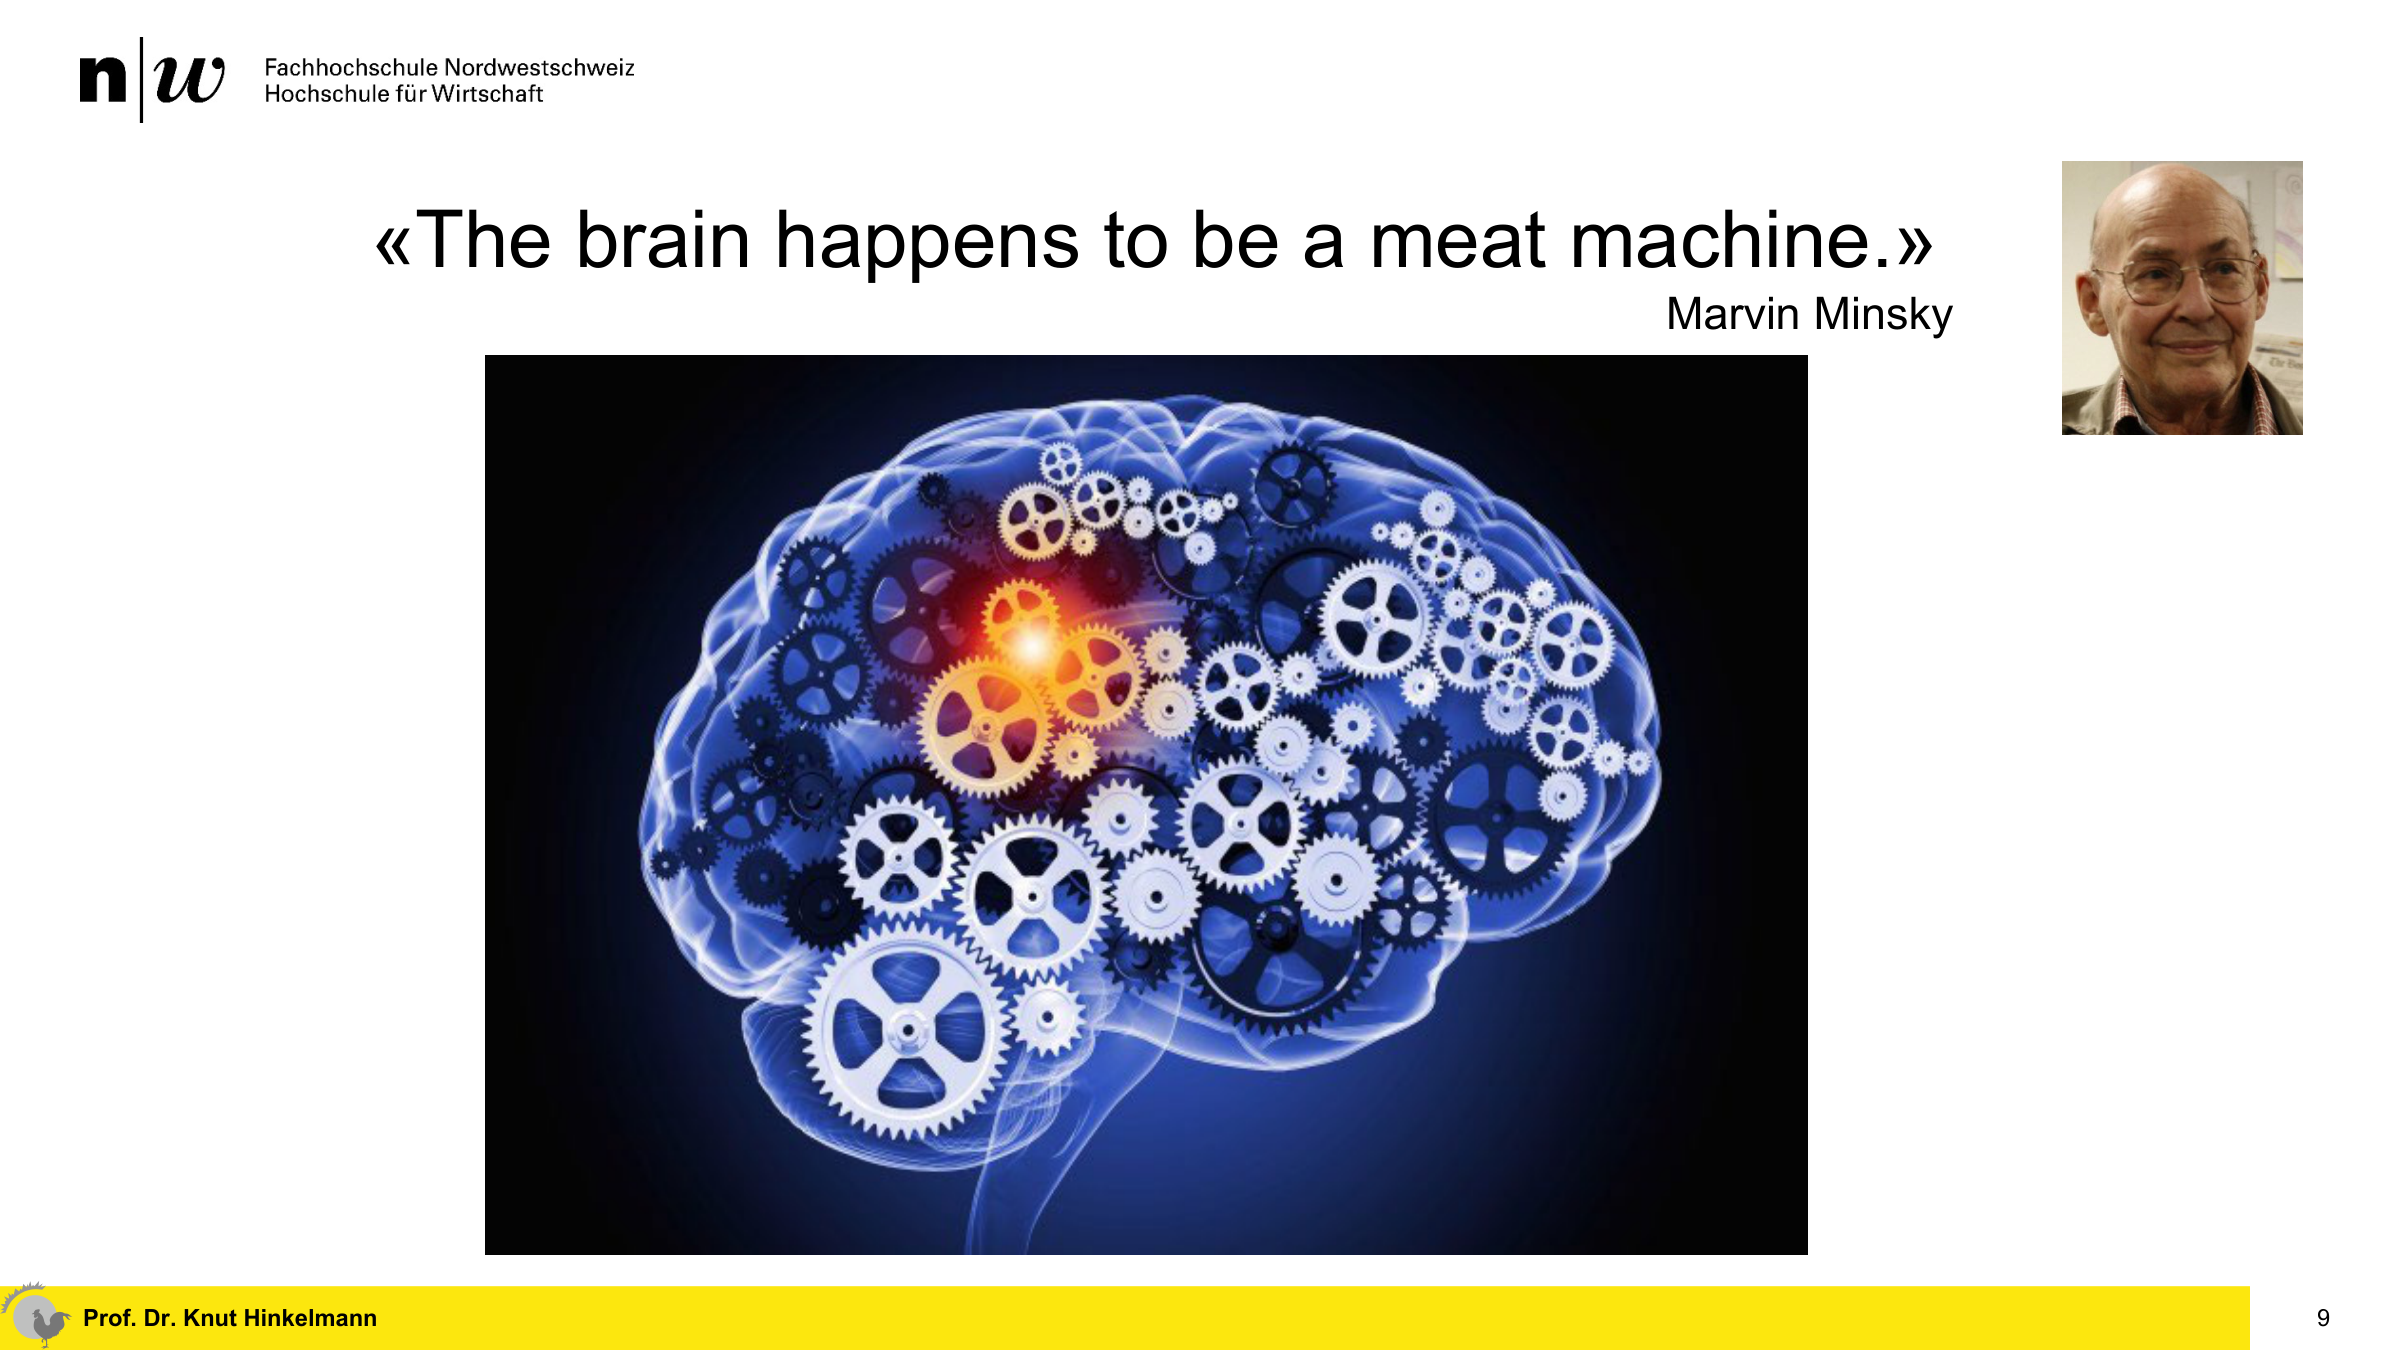 n|w
Fachhochschule Nordwestschweiz
Hochschule für Wirtschaft
«The brain happens to be a meat machine.»
Marvin Minsky
Prof. Dr. Knut Hinkelmann
9